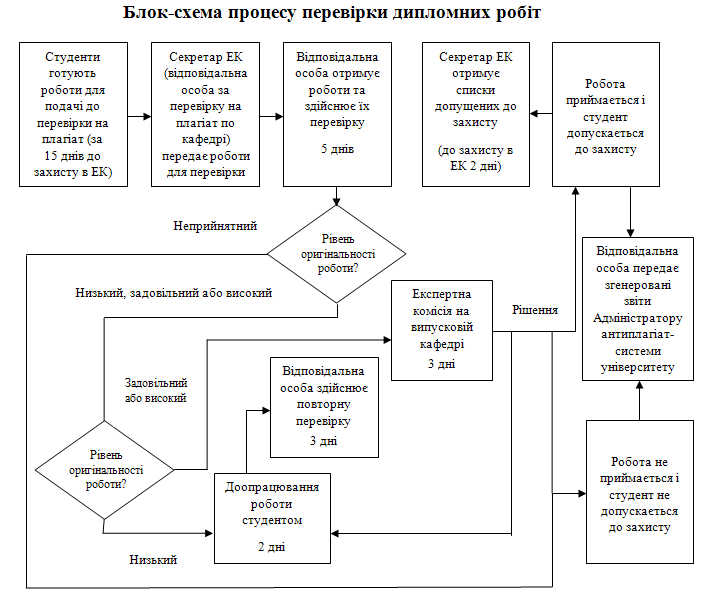 Блок-схема процесу перевірки дипломних робіт
Студенти
готують
роботи для
подачі до
перевірки на
плагіат (за
15 днів до
захисту в ЕК)
Секретар ЕК
(відповідальна
особа за
перевірку на
плагіат по
кафедрі)
передає роботи
для перевірки
Відповідальна
особа отримує
роботи та
здійснює їх
перевірку
5 днів
Секретар ЕК
отримує
списки
допущених до
захисту
(до захисту в
ЕК 2 дні)
Робота
приймається і
студент
допускається
до захисту
Неприйнятний
Рівень
оригінальності
роботи?
Відповідальна
особа передає
згенеровані
звіти
Адміністратору
антиплагіат-
системи
університету
Низький, задовільний або високий
Експертна
комісія на
випусковій
кафедрі
3 дні
Рішення
Задовільний
або високий
Відповідальна
особа здійснює
повторну
перевірку
3 дні
Рівень
оригінальності
роботи?
Доопрацювання
роботи
студентом
2 дні
Низький
Робота не
приймається і
студент не
допускається
до захисту